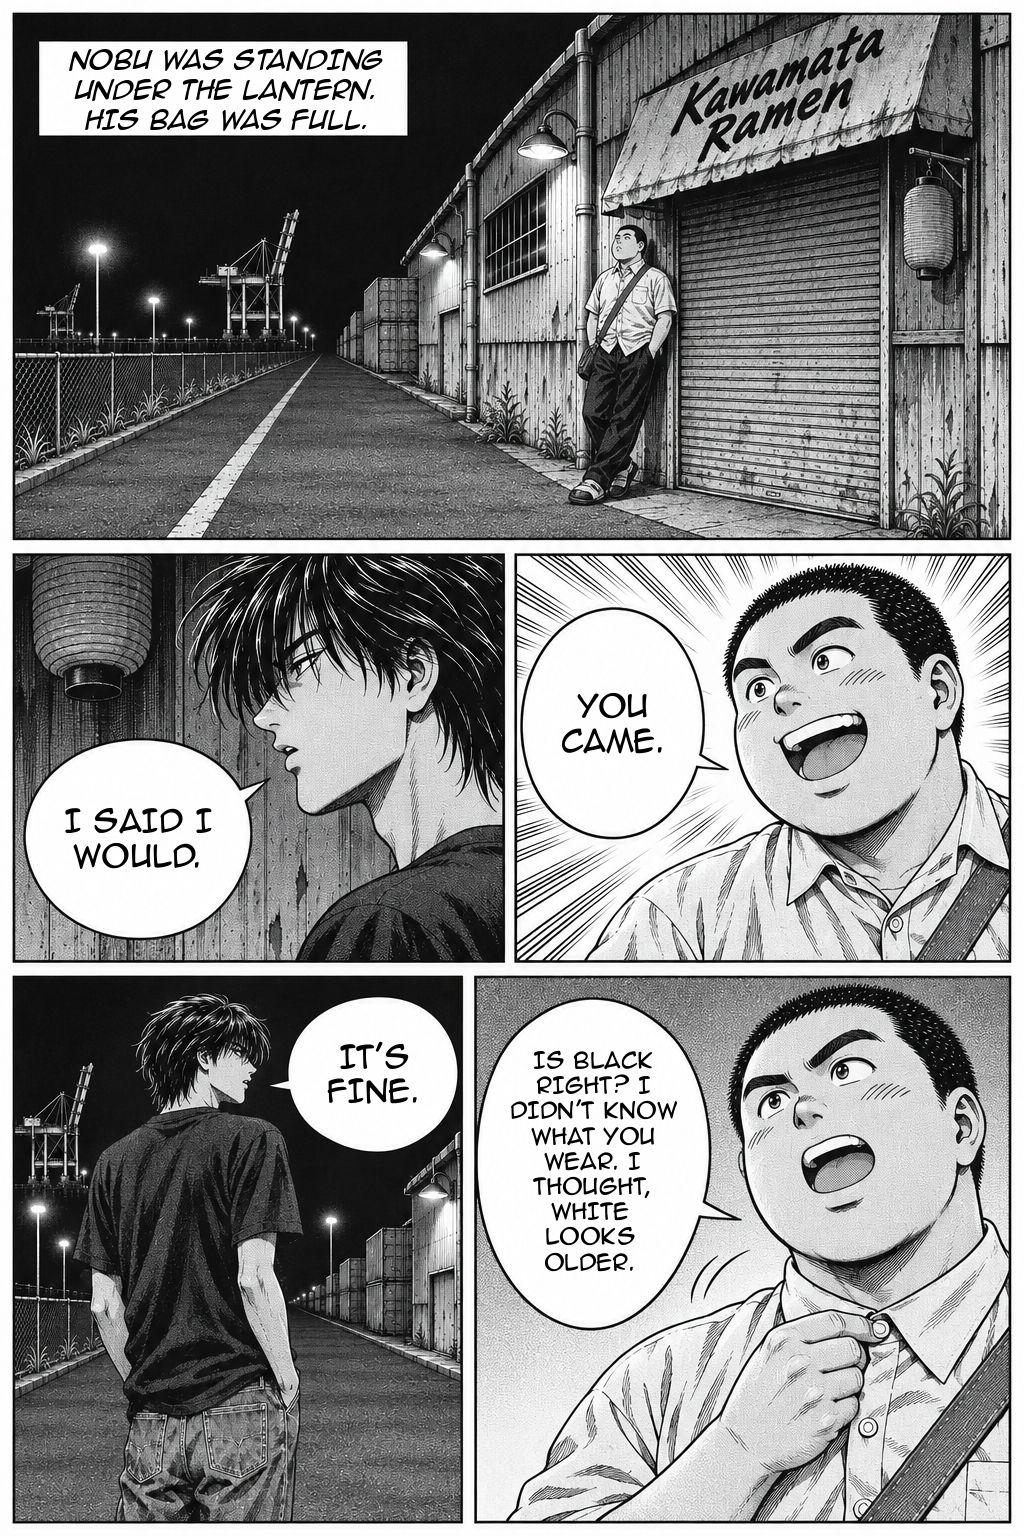 NOBU WAS STANDING
UNDER THE LANTERN.
HIS BAG WAS FULL.
Kawamata
Ramen
I SAID I
WOULD.
YOU
CAME.
IT'S
FINE.
IS BLACK
RIGHT? I
DIDN'T KNOW
WHAT YOU
WEAR. I
THOUGHT,
WHITE
LOOKS
OLDER.